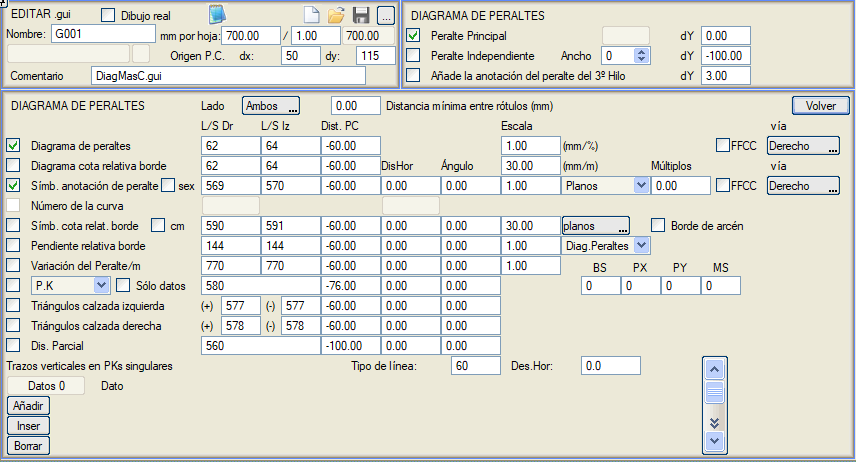 EDITAR .gui Dibujo real ...
Nombre: G001 mm por hoja: 700.00 / 1.00 700.00
Origen P.C. dx: 50 dy: 115
Comentario DiagMasC.gui
DIAGRAMA DE PERALTES
Peralte Principal dY 0.00
Peralte Independiente Ancho 0 dY -100.00
Añade la anotación del peralte del 3º Hilo dY 3.00
DIAGRAMA DE PERALTES Lado Ambos ... 0.00 Distancia mínima entre rótulos (mm) Volver
L/S Dr L/S Iz Dist. PC Escala vía
Diagrama de peraltes 62 64 -60.00 1.00 (mm/%) FFCC Derecho ...
Diagrama cota relativa borde 62 64 -60.00 DisHor Ángulo 30.00 (mm/m) Múltiplos vía
Símb. anotación de peralte sex 569 570 -60.00 0.00 0.00 1.00 Planos 0.00 FFCC Derecho ...
Número de la curva
Símb. cota relat. borde cm 590 591 -60.00 0.00 0.00 30.00 planos ... Borde de arcén
Pendiente relativa borde 144 144 -60.00 0.00 0.00 1.00 Diag.Peraltes
Variación del Peralte/m 770 770 -60.00 0.00 0.00 1.00 BS PX PY MS
P.K Sólo datos 580 -76.00 0.00 0.00 0 0 0 0
Triángulos calzada izquierda (+) 577 (-) 577 -60.00 0.00 0.00
Triángulos calzada derecha (+) 578 (-) 578 -60.00 0.00 0.00
Dis. Parcial 560 -100.00 0.00 0.00
Trazos verticales en PKs singulares Tipo de línea: 60 Des.Hor: 0.0
Datos 0 Dato
Añadir
Inser
Borrar